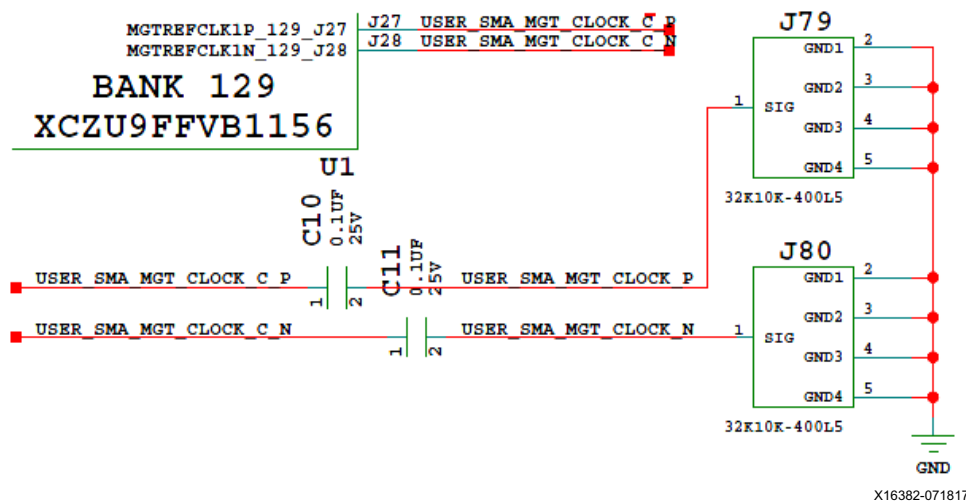 MGTREFCLK1P_129_J27
J27 USER_SMA_MGT_CLOCK_C_P
MGTREFCLK1N_129_J28
J28 USER_SMA_MGT_CLOCK_C_N
BANK 129
XCZU9FFVB1156
U1
J79
1 SIG
GND1 2
GND2 3
GND3 4
GND4 5
32K10K-400L5
C10
0.1UF
25V
USER_SMA_MGT_CLOCK_C_P
1 2
USER_SMA_MGT_CLOCK_P
C11
0.1UF
25V
USER_SMA_MGT_CLOCK_C_N
1 2
USER_SMA_MGT_CLOCK_N
J80
1 SIG
GND1 2
GND2 3
GND3 4
GND4 5
32K10K-400L5
GND
X16382-071817